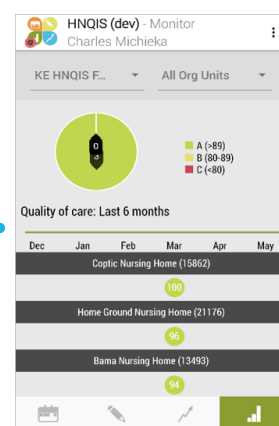 HNQIS (dev) - Monitor
Charles Michieka
KE HNQIS F...
All Org Units
0
3
A (>89)
B (80-89)
C (<80)
Quality of care: Last 6 months
Dec Jan Feb Mar Apr May
Coptic Nursing Home (15862)
100
Home Ground Nursing Home (21176)
96
Bama Nursing Home (13493)
94